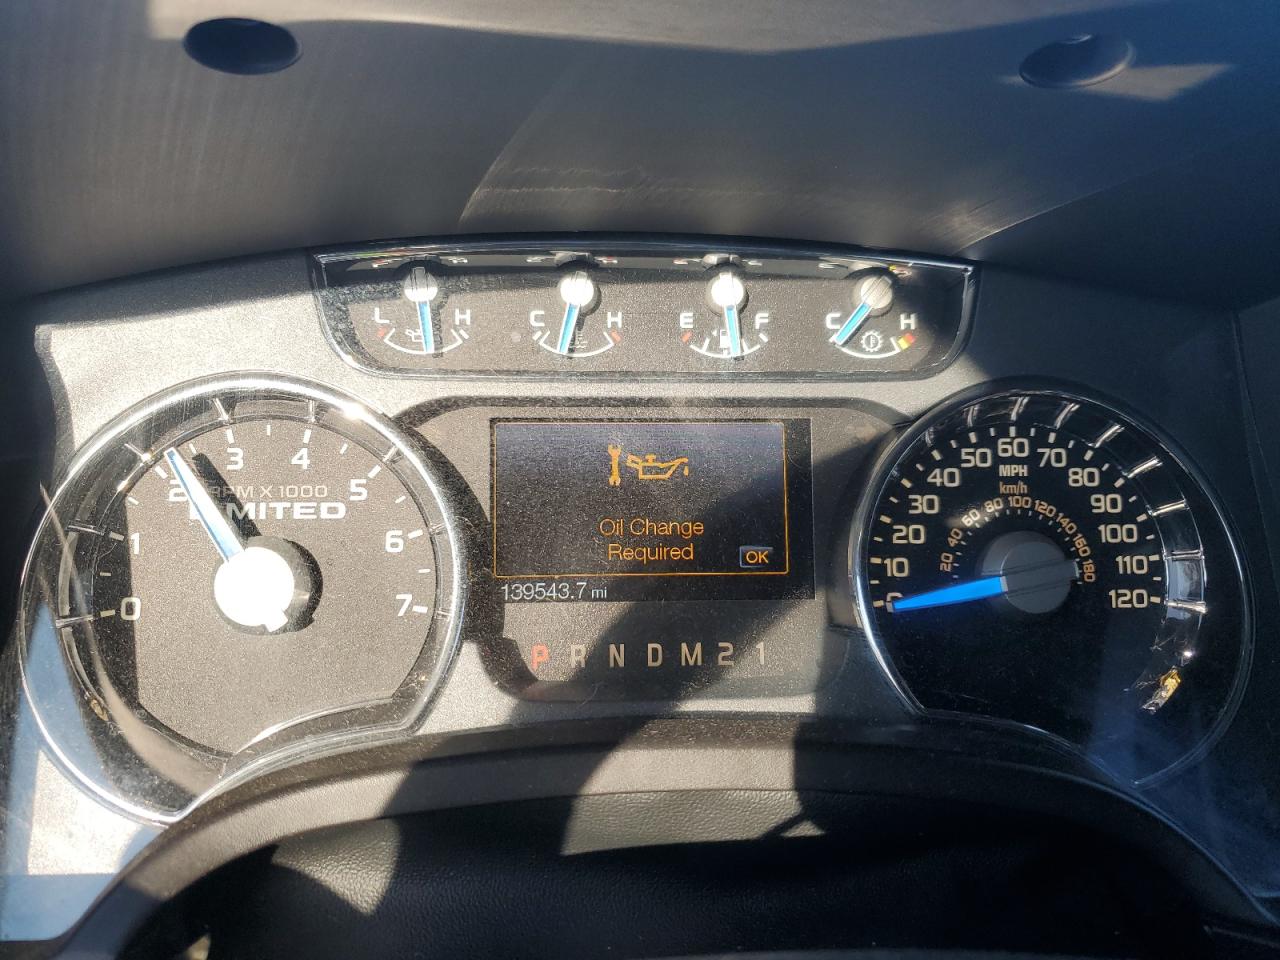 L H C H E F C H
0 1 2 3 4 5 6 7
RPM X 1000
LIMITED
Oil Change
Required
OK
139543.7 mi
P R N D M 2 1
0 10 20 30 40 50 60 70 80 90 100 110 120
MPH
km/h
20 40 60 80 100 120 140 160 180